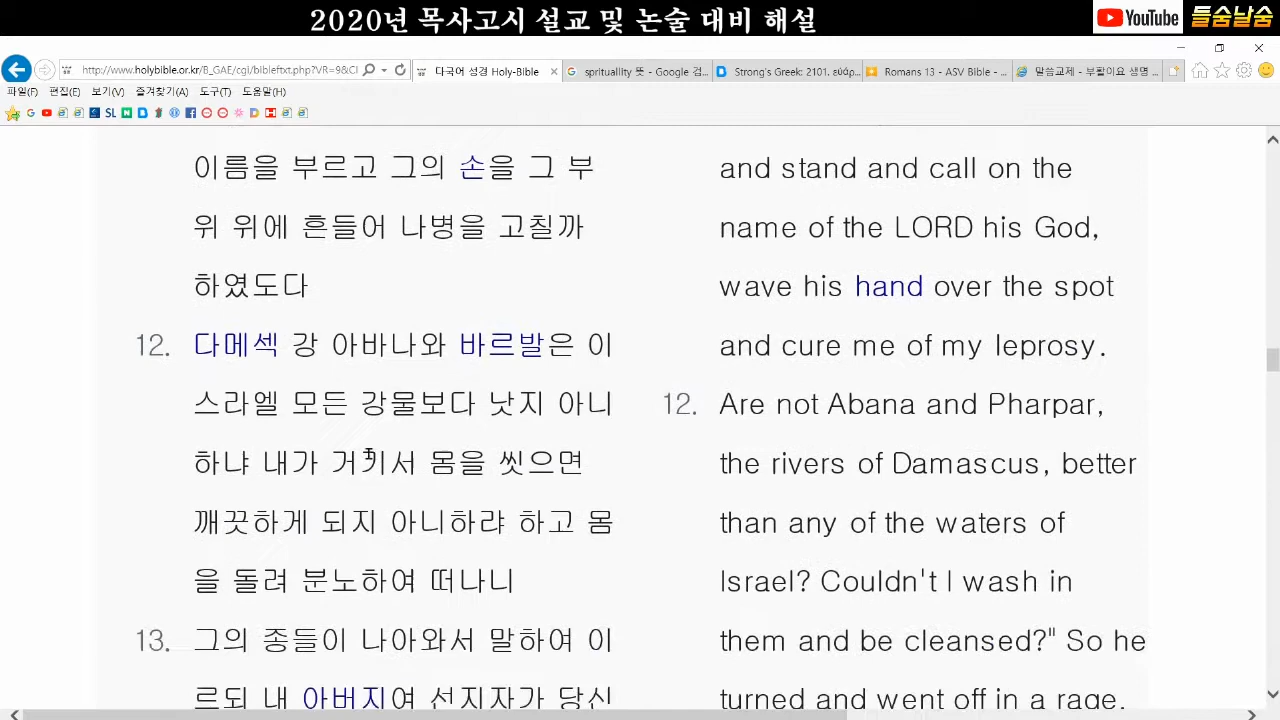 2020년 목사고시 설교 및 논술 대비 해설
YouTube 들숨날숨
http://www.holybible.or.kr/B_GAE/cgi/bibleftxt.php?VR=9&CI
다국어 성경 Holy-Bible
sprituallity 뜻 - Google 검...
Strong's Greek: 2101. εὐάρ...
Romans 13 - ASV Bible - ...
말씀교제 - 부활이요 생명 ...
파일(F) 편집(E) 보기(V) 즐겨찾기(A) 도구(T) 도움말(H)
이름을 부르고 그의 손을 그 부
위 위에 흔들어 나병을 고칠까
하였도다
12. 다메섹 강 아바나와 바르발은 이
스라엘 모든 강물보다 낫지 아니
하냐 내가 거기서 몸을 씻으면
깨끗하게 되지 아니하랴 하고 몸
을 돌려 분노하여 떠나니
13. 그의 종들이 나아와서 말하여 이
르되 내 아버지여 선지자가 당신
and stand and call on the
name of the LORD his God,
wave his hand over the spot
and cure me of my leprosy.
12. Are not Abana and Pharpar,
the rivers of Damascus, better
than any of the waters of
Israel? Couldn't I wash in
them and be cleansed?" So he
turned and went off in a rage.